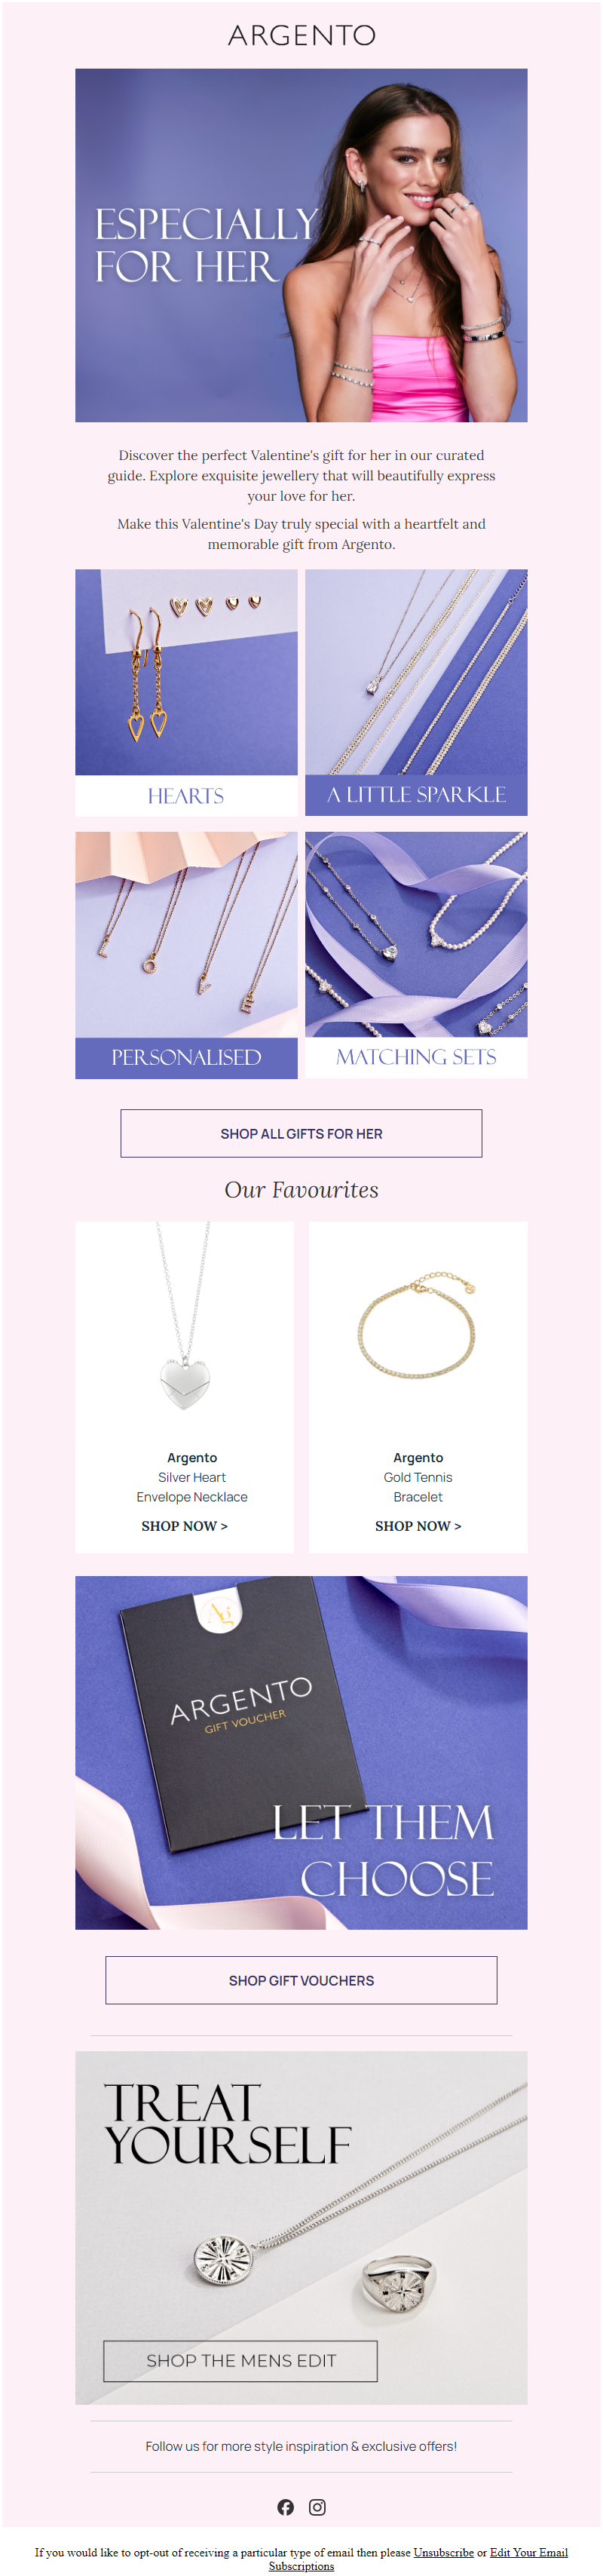 ARGENTO
ESPECIALLY
FOR HER
Discover the perfect Valentine's gift for her in our curated
guide. Explore exquisite jewellery that will beautifully express
your love for her.
Make this Valentine's Day truly special with a heartfelt and
memorable gift from Argento.
HEARTS
A LITTLE SPARKLE
L O V E
PERSONALISED
MATCHING SETS
SHOP ALL GIFTS FOR HER
Our Favourites
Argento
Silver Heart
Envelope Necklace
SHOP NOW >
Argento
Gold Tennis
Bracelet
SHOP NOW >
Ag
ARGENTO
GIFT VOUCHER
LET THEM
CHOOSE
SHOP GIFT VOUCHERS
TREAT
YOURSELF
SHOP THE MENS EDIT
Follow us for more style inspiration & exclusive offers!
If you would like to opt-out of receiving a particular type of email then please Unsubscribe or Edit Your Email
Subscriptions